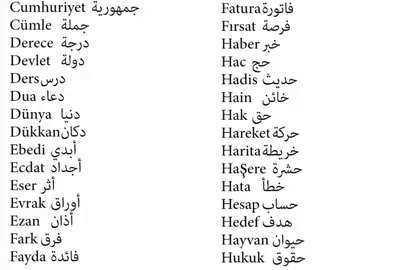 Cumhuriyet جمهورية
Cümle جملة
Derece درجة
Devlet دولة
Ders درس
Dua دعاء
Dünya دنيا
Dükkan دكان
Ebedi أبدي
Ecdat أجداد
Eser أثر
Evrak أوراق
Ezan أذان
Fark فرق
Fayda فائدة
Fatura فاتورة
Fırsat فرصة
Haber خبر
Hac حج
Hadis حديث
Hain خائن
Hak حق
Hareket حركة
Harita خريطة
HaŞere حشرة
Hata خطأ
Hesap حساب
Hedef هدف
Hayvan حيوان
Hukuk حقوق